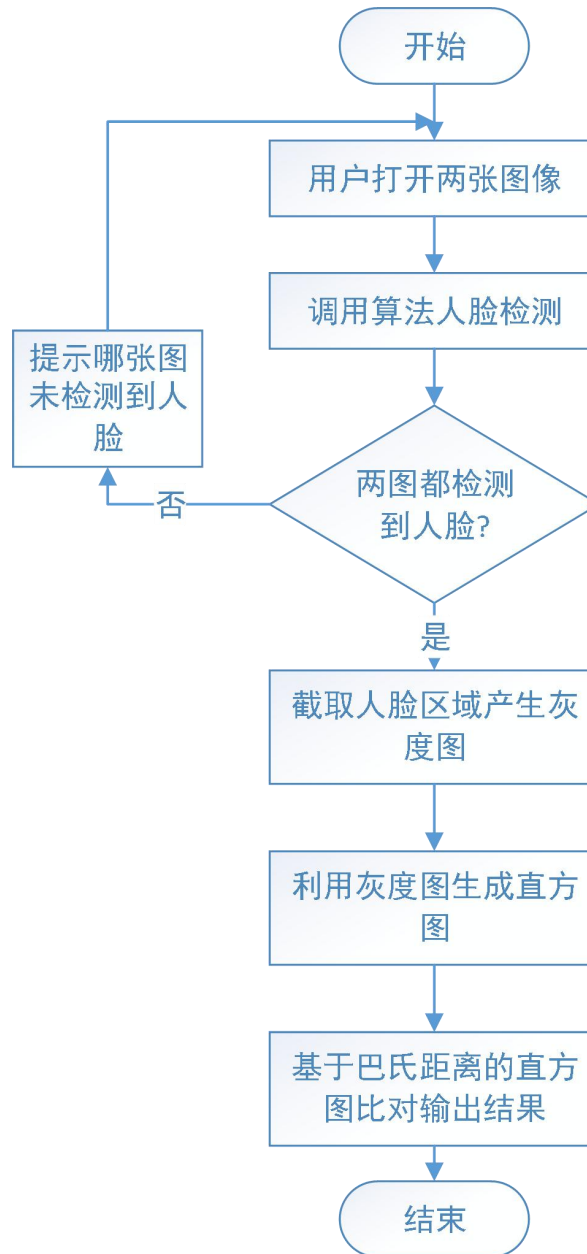 开始
用户打开两张图像
调用算法人脸检测
提示哪张图
未检测到人
脸
两图都检测
到人脸?
否
是
截取人脸区域产生灰
度图
利用灰度图生成直方
图
基于巴氏距离的直方
图比对输出结果
结束